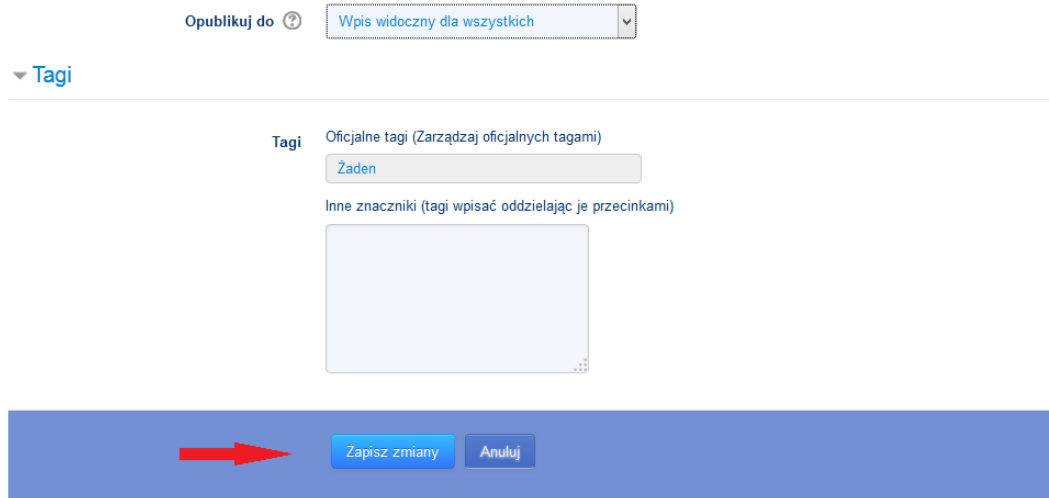 Opublikuj do ? Wpis widoczny dla wszystkich
Tagi
Tagi Oficjalne tagi (Zarządzaj oficjalnych tagami)
Żaden
Inne znaczniki (tagi wpisać oddzielając je przecinkami)
Zapisz zmiany Anuluj